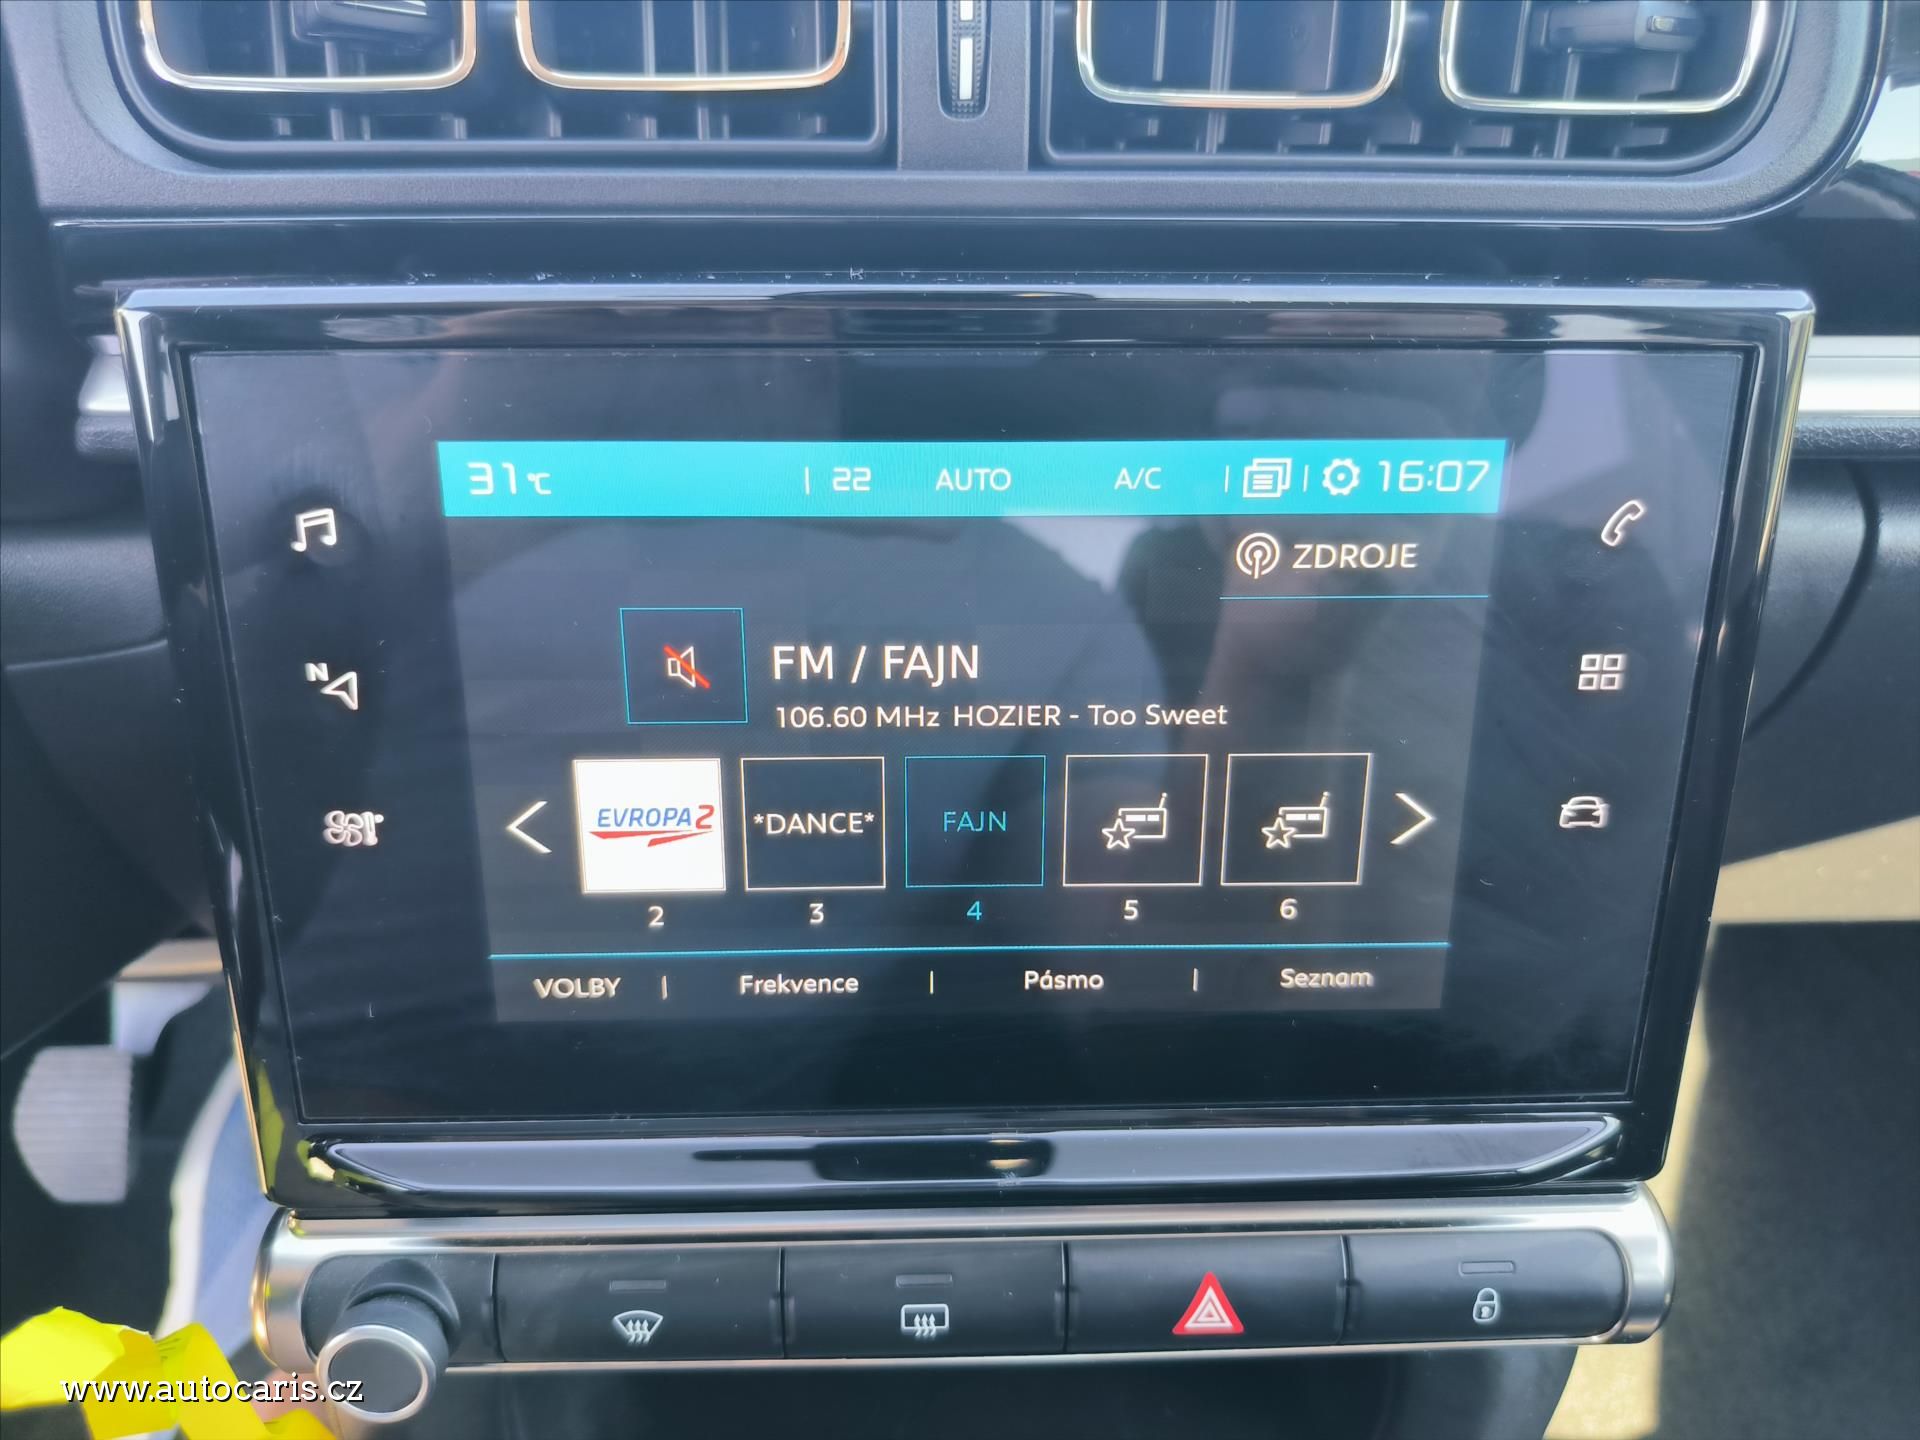 31°C | 22 AUTO A/C | | 16:07
ZDROJE
FM / FAJN
106.60 MHz HOZIER - Too Sweet
N
EVROPA 2 *DANCE* FAJN
2 3 4 5 6
VOLBY | Frekvence | Pásmo | Seznam
www.autocaris.cz